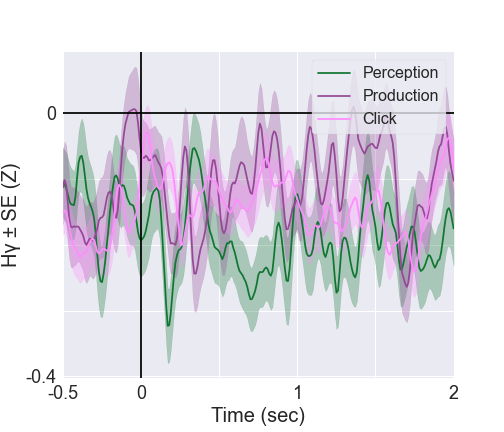 Perception
Production
Click
0
-0.4
Hγ ± SE (Z)
-0.5
0
1
2
Time (sec)